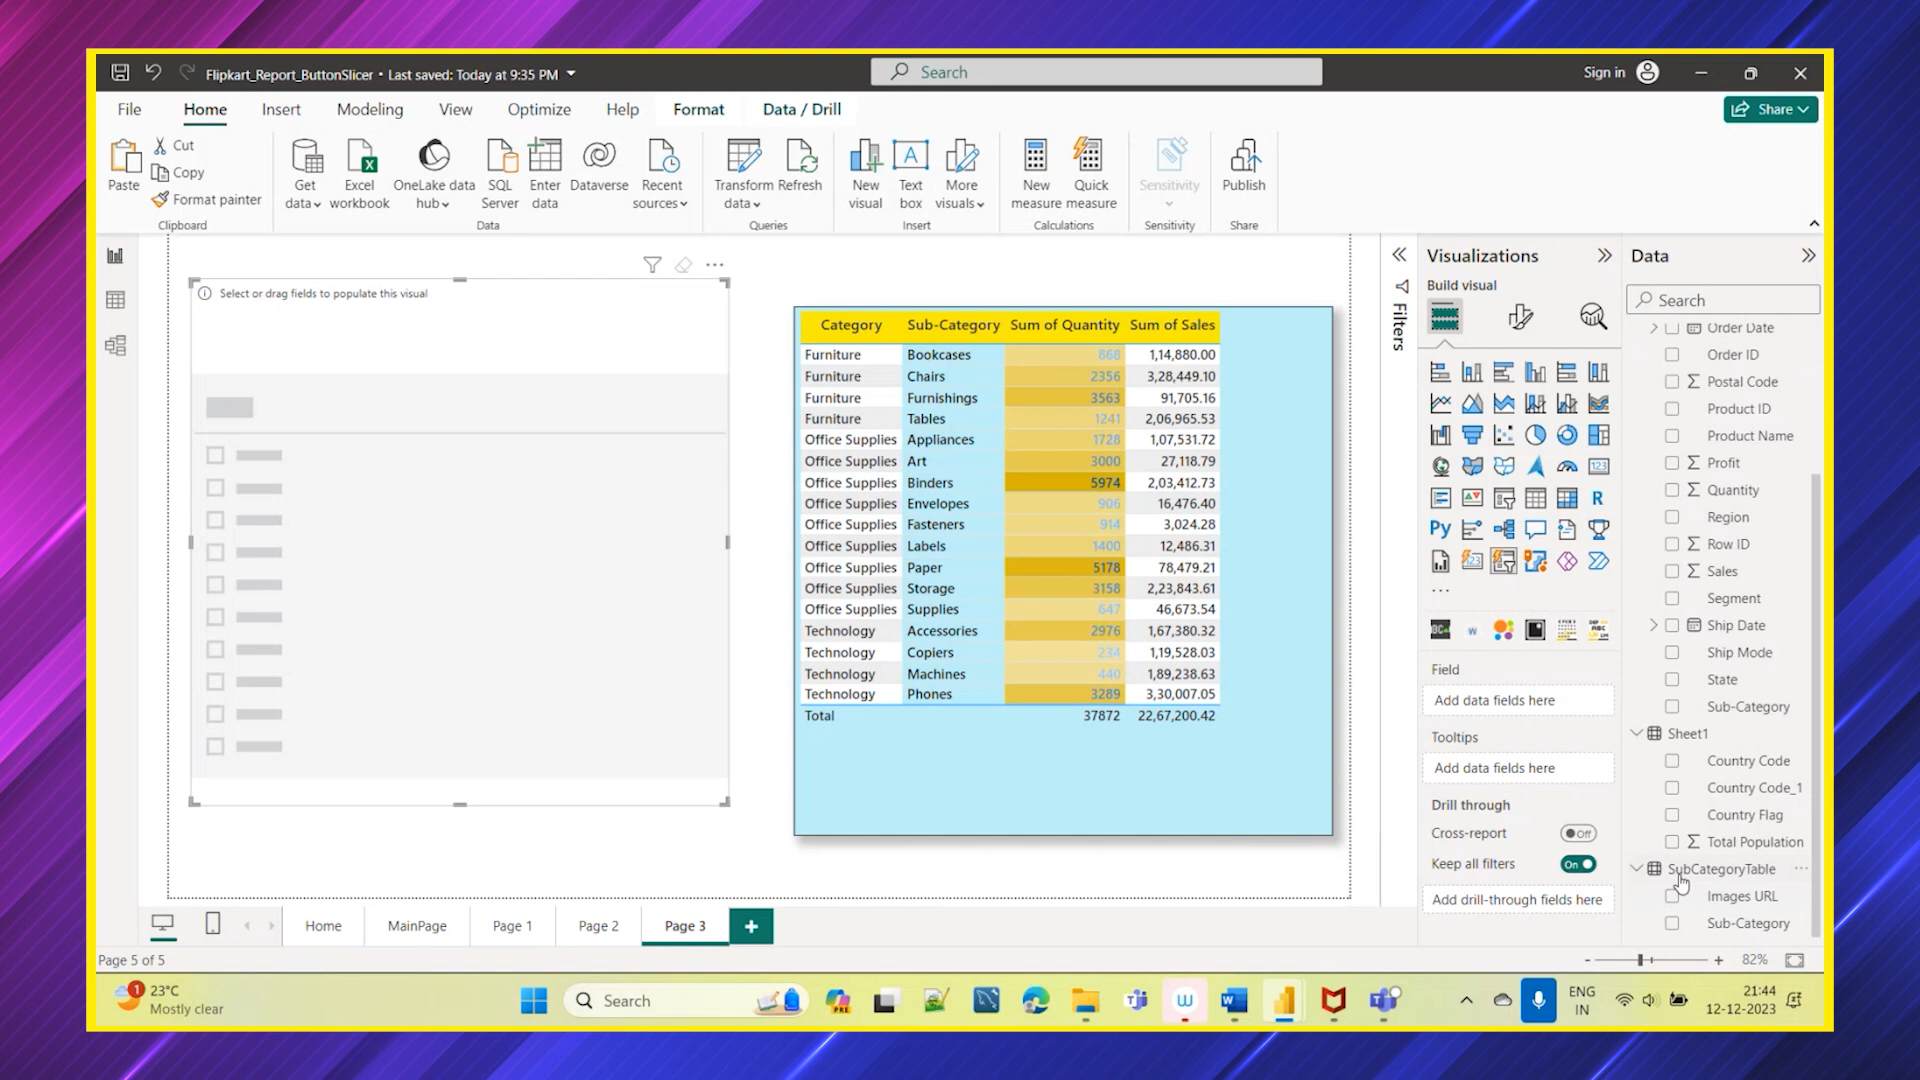 Flipkart_Report_ButtonSlicer • Last saved: Today at 9:35 PM
Search
Sign in
File
Home
Insert
Modeling
View
Optimize
Help
Format
Data / Drill
Share
Paste
Cut
Copy
Format painter
Clipboard
Get data
Excel workbook
OneLake data hub
SQL Server
Enter data
Dataverse
Recent sources
Data
Transform data
Refresh
Queries
New visual
Text box
More visuals
Insert
New measure
Quick measure
Calculations
Sensitivity
Sensitivity
Publish
Share
Select or drag fields to populate this visual
Category Sub-Category Sum of Quantity Sum of Sales
Furniture Bookcases 868 1,14,880.00
Furniture Chairs 2356 3,28,449.10
Furniture Furnishings 3563 91,705.16
Furniture Tables 1241 2,06,965.53
Office Supplies Appliances 1728 1,07,531.72
Office Supplies Art 3000 27,118.79
Office Supplies Binders 5974 2,03,412.73
Office Supplies Envelopes 906 16,476.40
Office Supplies Fasteners 914 3,024.28
Office Supplies Labels 1400 12,486.31
Office Supplies Paper 5178 78,479.21
Office Supplies Storage 3158 2,23,843.61
Office Supplies Supplies 647 46,673.54
Technology Accessories 2976 1,67,380.32
Technology Copiers 234 1,19,528.03
Technology Machines 440 1,89,238.63
Technology Phones 3289 3,30,007.05
Total 37872 22,67,200.42
Filters
Visualizations
Build visual
R
Py
123
123
Field
Add data fields here
Tooltips
Add data fields here
Drill through
Cross-report Off
Keep all filters On
Add drill-through fields here
Data
Search
Order Date
Order ID
Postal Code
Product ID
Product Name
Profit
Quantity
Region
Row ID
Sales
Segment
Ship Date
Ship Mode
State
Sub-Category
Sheet1
Country Code
Country Code_1
Country Flag
Total Population
SubCategoryTable
Images URL
Sub-Category
Home
MainPage
Page 1
Page 2
Page 3
Page 5 of 5
82%
1
23°C
Mostly clear
Search
PRE
ENG
IN
21:44
12-12-2023